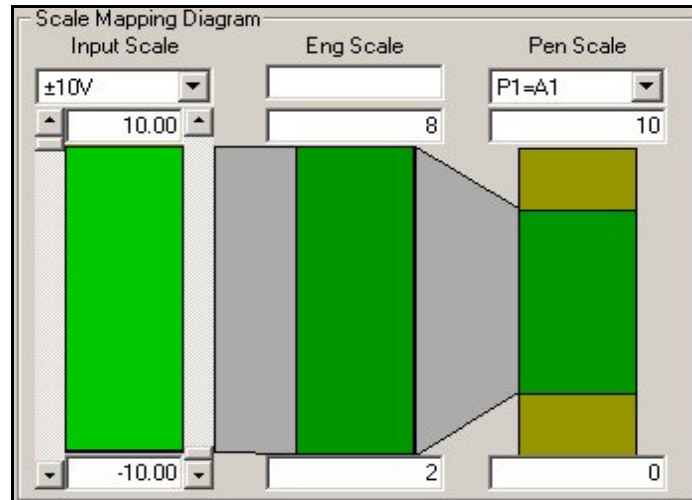 Scale Mapping Diagram
Input Scale Eng Scale Pen Scale
±10V P1=A1
10.00 8 10
-10.00 2 0